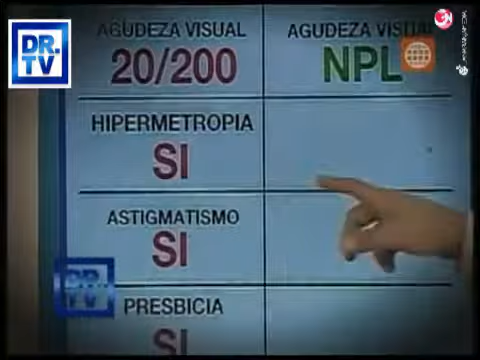 DR.
TV
AGUDEZA VISUAL
20/200
AGUDEZA VISUAL
NPL
HIPERMETROPIA
SI
ASTIGMATISMO
SI
DR.
TV
PRESBICIA
SI